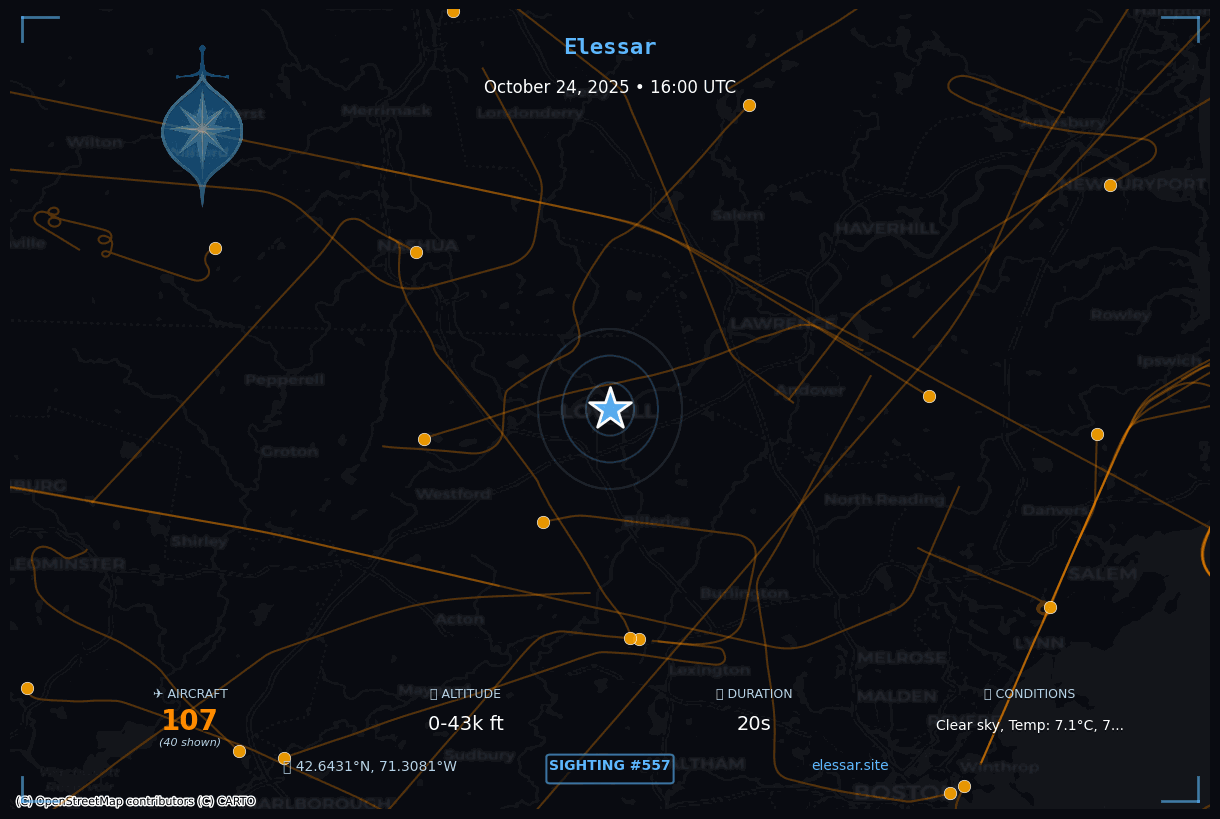 Elessar
October 24, 2025 • 16:00 UTC
Merrimack
Londonderry
Amesbury
Wilton
NEWBURYPORT
Salem
HAVERHILL
NASHUA
ville
LAWRENCE
Rowley
Ipswich
Pepperell
Andover
LOWELL
Groton
BURG
Westford
North Reading
Danvers
Billerica
Shirley
LEOMINSTER
SALEM
Burlington
Acton
LYNN
MELROSE
Lexington
MALDEN
✈ AIRCRAFT
ALTITUDE
DURATION
CONDITIONS
107
0-43k ft
20s
Clear sky, Temp: 7.1°C, 7...
(40 shown)
Sudbury
42.6431°N, 71.3081°W
SIGHTING #557
elessar.site
WALTHAM
Winthrop
BOSTON
(C) OpenStreetMap contributors (C) CARTO
MARLBOROUGH